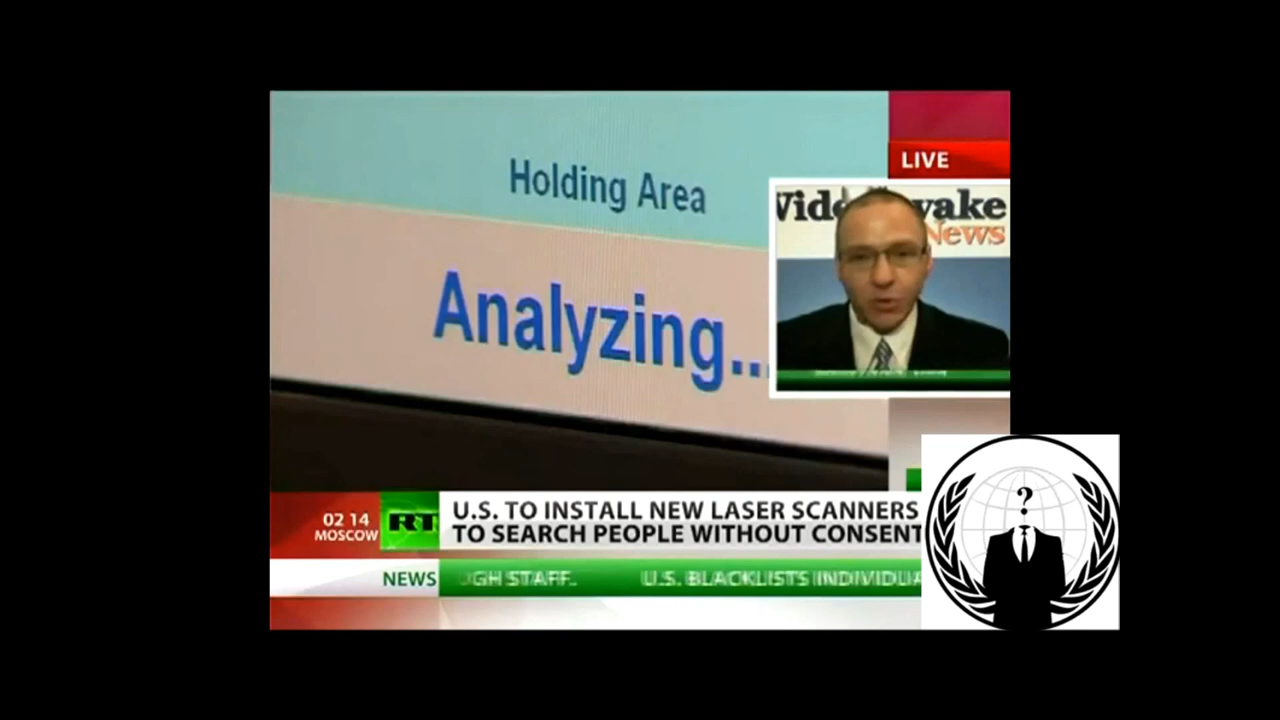 Holding Area
Analyzing...
LIVE
News
02 14
MOSCOW
RT
U.S. TO INSTALL NEW LASER SCANNERS
TO SEARCH PEOPLE WITHOUT CONSENT
NEWS
GH STAFF. U.S. BLACKLISTS
?